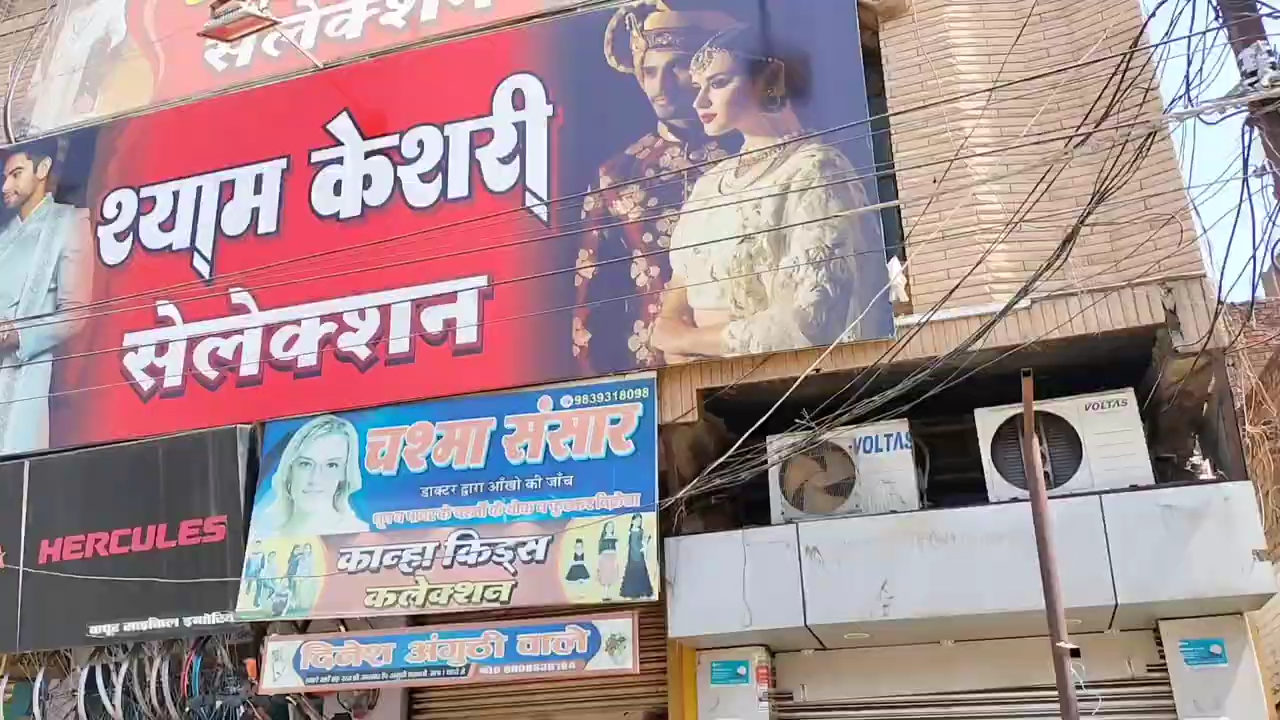 सेलेक्शन
श्याम केशरी
सेलेक्शन
9839318098
चश्मा संसार
डाक्टर द्वारा आँखो की जाँच
कान्हा किड्स
कलेक्शन
HERCULES
दिनेश अंगुठी वाले
VOLTAS
VOLTAS